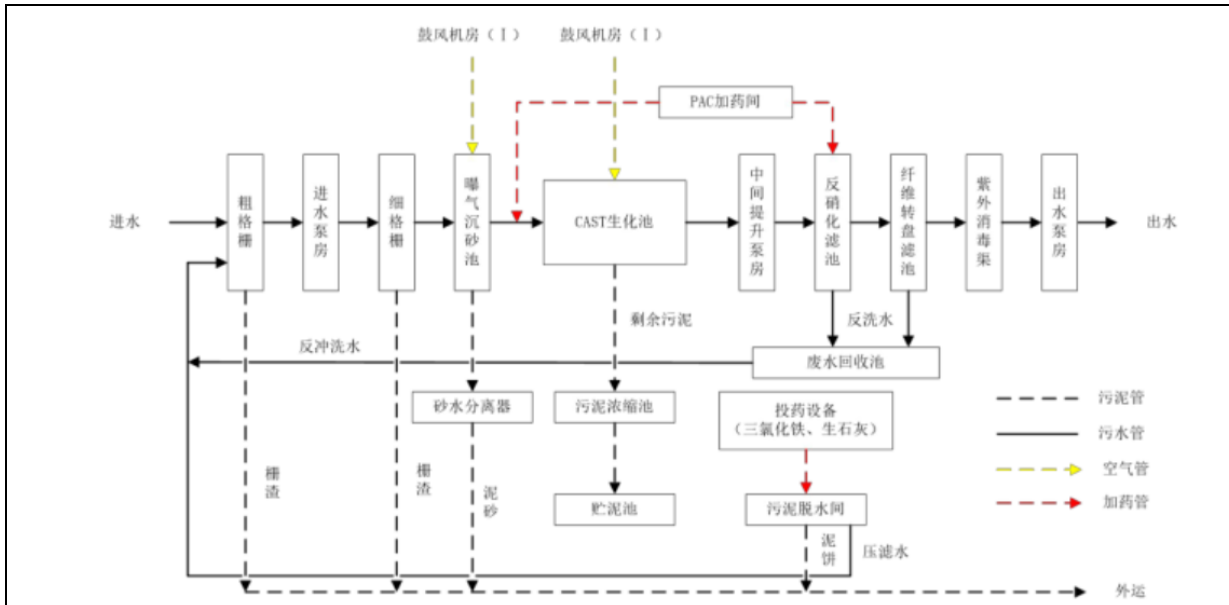 鼓风机房（Ⅰ）
鼓风机房（Ⅰ）
PAC加药间
进水
粗格栅
进水泵房
细格栅
曝气沉砂池
CAST生化池
中间提升泵房
反硝化滤池
纤维转盘滤池
紫外消毒渠
出水泵房
出水
剩余污泥
反洗水
反冲洗水
废水回收池
砂水分离器
污泥浓缩池
投药设备
（三氯化铁、生石灰）
污泥管
污水管
空气管
加药管
栅渣
栅渣
泥砂
贮泥池
污泥脱水间
泥饼
压滤水
外运